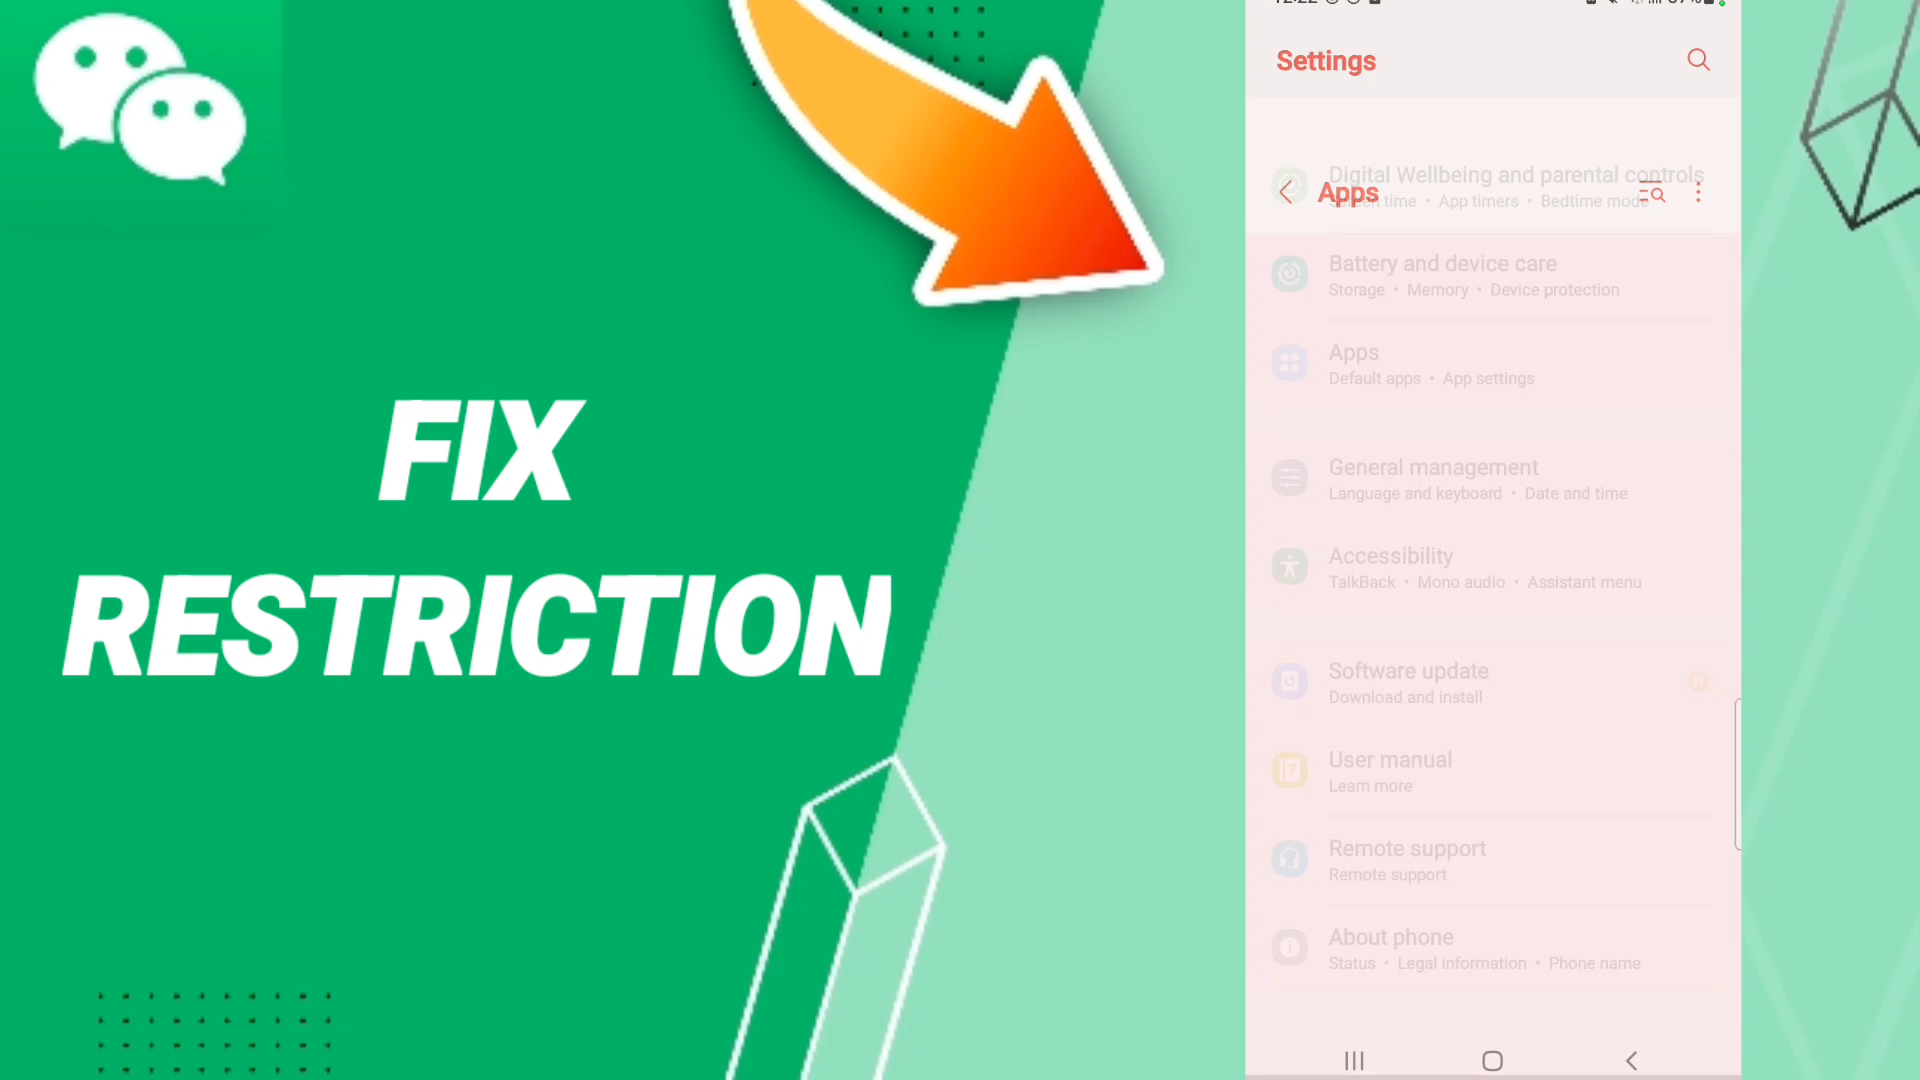 FIX
RESTRICTION
Settings
Digital Wellbeing and parental controls
Apps
time • App timers • Bedtime mode
Battery and device care
Storage • Memory • Device protection
Apps
Default apps • App settings
General management
Language and keyboard • Date and time
Accessibility
TalkBack • Mono audio • Assistant menu
Software update
Download and install
User manual
Learn more
Remote support
Remote support
About phone
Status • Legal information • Phone name